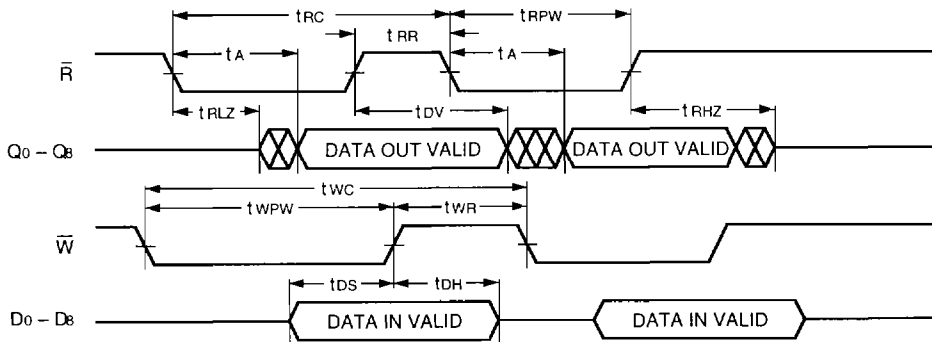 tRC tRPW
tA tRR tA
R̅
tRLZ tDV tRHZ
Q0 – Q8 DATA OUT VALID DATA OUT VALID
tWC
tWPW tWR
W̅
tDS tDH
D0 – D8 DATA IN VALID DATA IN VALID